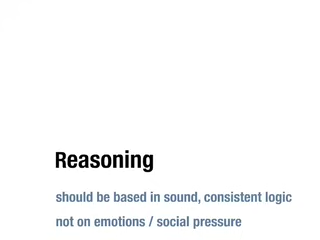 Reasoning
should be based in sound, consistent logic
not on emotions / social pressure